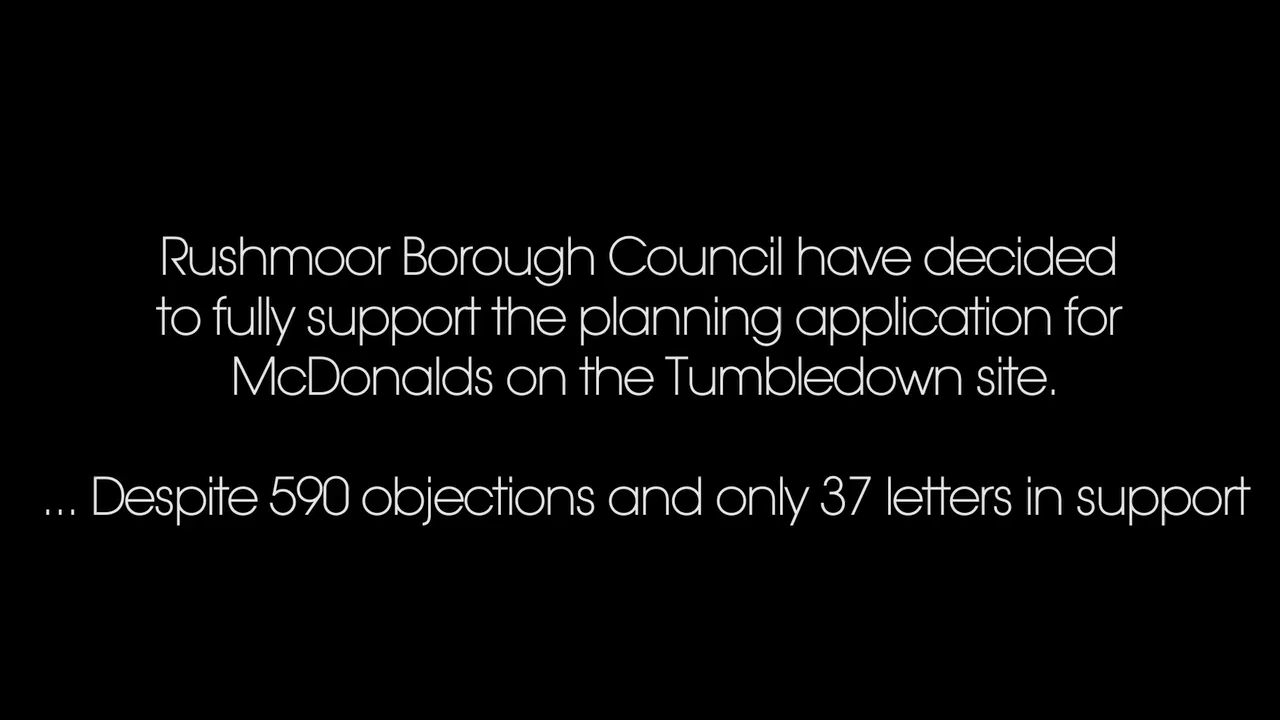 Rushmoor Borough Council have decided
to fully support the planning application for
McDonalds on the Tumbledown site.
... Despite 590 objections and only 37 letters in support